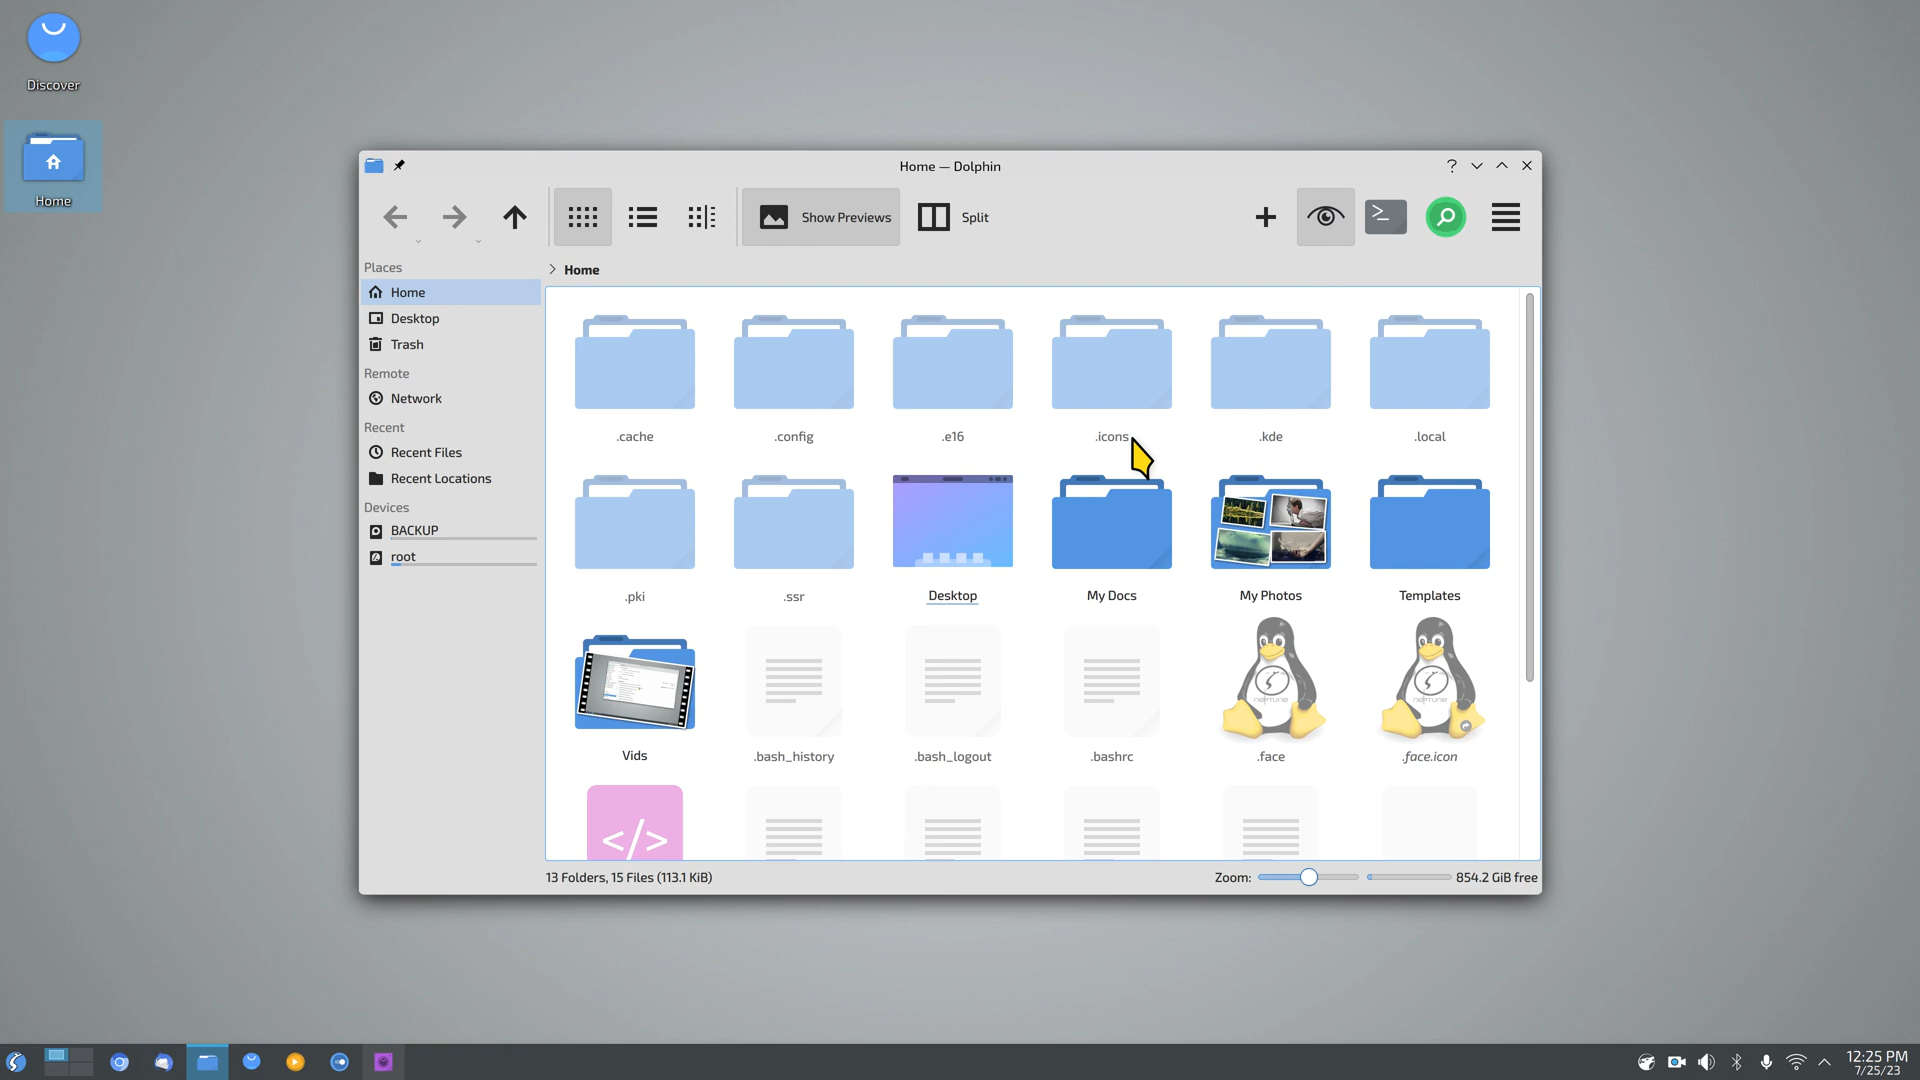 Discover
Home
Home — Dolphin
Show Previews
Split
Places
Home
Desktop
Trash
Remote
Network
Recent
Recent Files
Recent Locations
Devices
BACKUP
root
Home
.cache
.config
.e16
.icons
.kde
.local
.pki
.ssr
Desktop
My Docs
My Photos
Templates
Vids
.bash_history
.bash_logout
.bashrc
.face
.face.icon
neptune
neptune
</>
13 Folders, 15 Files (113.1 KiB)
Zoom:
854.2 GiB free
12:25 PM
7/25/23